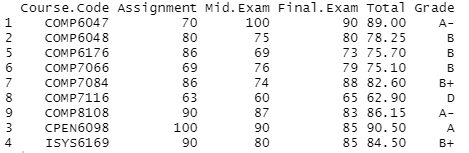 Course.Code Assignment Mid.Exam Final.Exam Total Grade
1 COMP6047 70 100 90 89.00 A-
2 COMP6048 80 75 80 78.25 B
5 COMP6176 86 69 73 75.70 B
6 COMP7066 69 76 79 75.10 B
7 COMP7084 86 74 88 82.60 B+
8 COMP7116 63 60 65 62.90 D
9 COMP8108 90 87 83 86.15 A-
3 CPEN6098 100 90 85 90.50 A
4 ISYS6169 90 80 85 84.50 B+